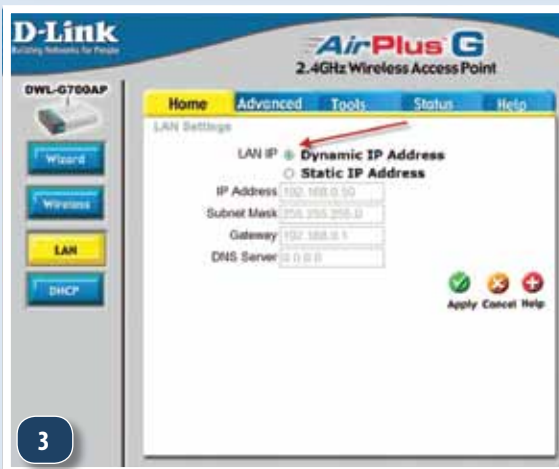 D-Link
Building Networks for People
AirPlus G
2.4GHz Wireless Access Point
DWL-G700AP
Home Advanced Tools Status Help
LAN Settings
LAN IP Dynamic IP Address
Static IP Address
IP Address 192.168.0.50
Subnet Mask 255.255.255.0
Gateway 192.168.0.1
DNS Server 0.0.0.0
Wizard
Wireless
LAN
DHCP
Apply Cancel Help
3